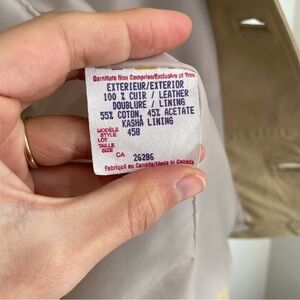 Garniture Non Comprise/Exclusive of Trim
EXTERIEUR/EXTERIOR
100 % CUIR / LEATHER
DOUBLURE / LINING
55% COTON, 45% ACETATE
KASHA LINING
MODÈLE
STYLE 458
LOT
TAILLE
SIZE
CA 26286
Fabriqué au Canada/Made in Canada